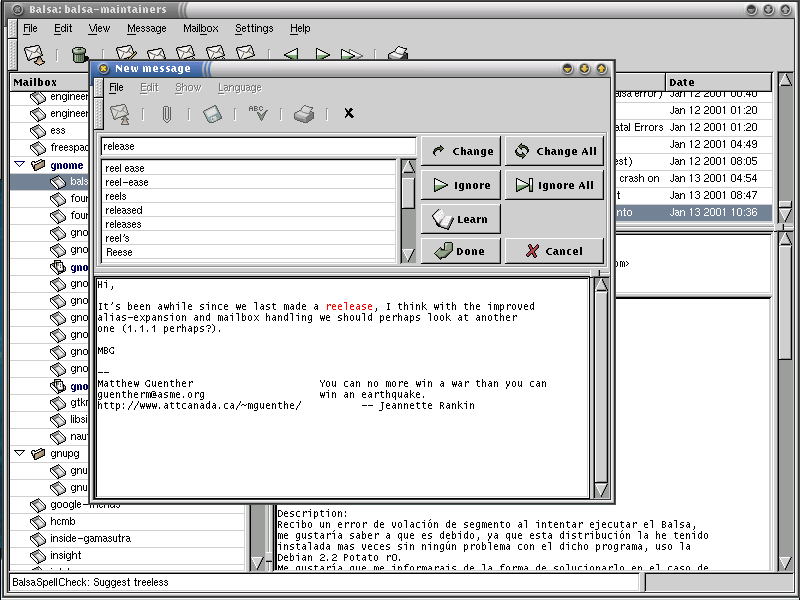 Balsa: balsa-maintainers
File Edit View Message Mailbox Settings Help
Mailbox
engineer
engineer
ess
freespac
gnome
bals
four
four
gno
gno
gno
gno
gno
gno
gno
gno
gno
gno
gtk
libsi
nau
gnupg
gnu
gnu
google-friends
hcmb
inside-gamasutra
insight
Date
alsa error) Jan 12 2001 00:40
Jan 12 2001 01:20
atal Errors Jan 12 2001 01:20
Jan 12 2001 04:49
est) Jan 12 2001 08:05
crash on Jan 13 2001 04:54
t Jan 13 2001 08:47
nto Jan 13 2001 10:36
om>
New message
File Edit Show Language
ABC
release
reel ease
reel-ease
reels
released
releases
reel's
Reese
Change Change All
Ignore Ignore All
Learn
Done Cancel
Hi,
It's been awhile since we last made a reelease, I think with the improved
alias-expansion and mailbox handling we should perhaps look at another
one (1.1.1 perhaps?).
MBG
--
Matthew Guenther You can no more win a war than you can
guentherm@asme.org win an earthquake.
http://www.attcanada.ca/~mguenthe/ -- Jeannette Rankin
Description:
Recibo un error de volación de segmento al intentar ejecutar el Balsa,
me gustaría saber a que es debido, ya que esta distribución la he tenido
instalada mas veces sin ningún problema con el dicho programa, uso la
Debian 2.2 Potato r0.
Me gustaría que me informarais de la forma de solucionarlo en el caso de
BalsaSpellCheck: Suggest treeless